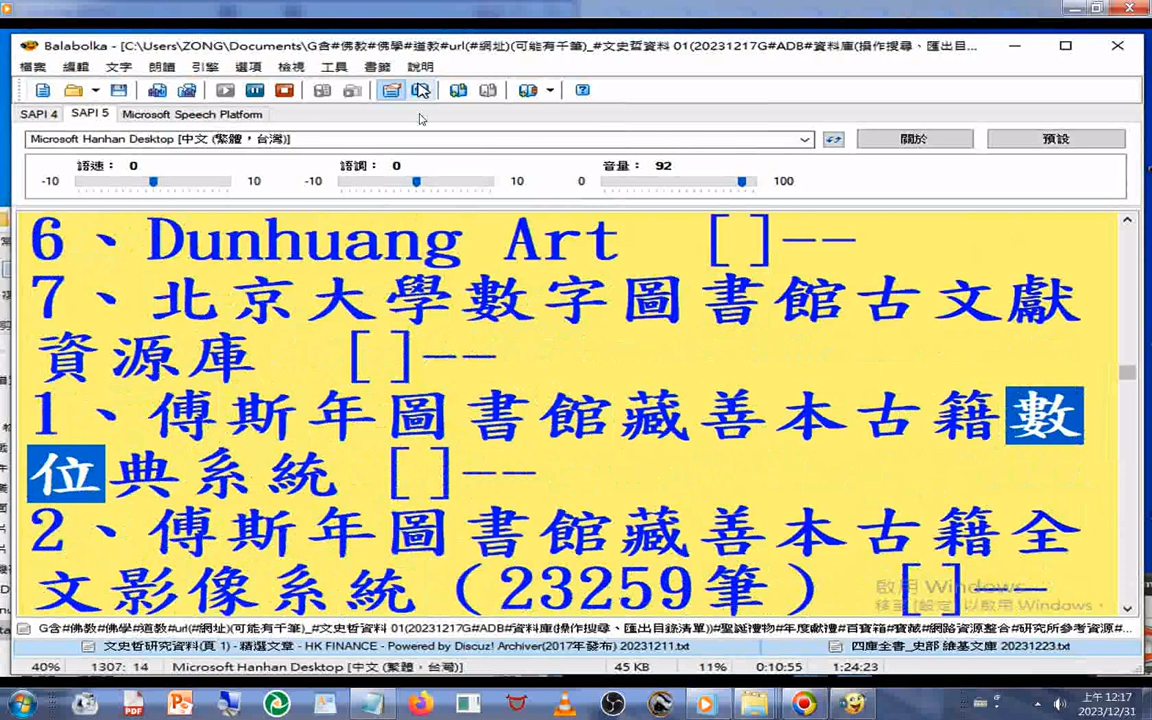 Balabolka - [C:\Users\ZONG\Documents\G含#佛教#佛學#道教#url(#網址)(可能有千筆)_#文史哲資料 01(20231217G#ADB#資料庫(操作搜尋、匯出目...
檔案 編輯 文字 朗讀 引擎 選項 檢視 工具 書籤 說明
SAPI 4 SAPI 5 Microsoft Speech Platform
Microsoft Hanhan Desktop [中文 (繁體，台灣)] 關於 預設
語速： 0 語調： 0 音量： 92
-10 10 -10 10 0 100
6、Dunhuang Art []--
7、北京大學數字圖書館古文獻
資源庫 []--
1、傅斯年圖書館藏善本古籍數
位典系統 []--
2、傅斯年圖書館藏善本古籍全
文影像系統（23259筆） []--
啟用 Windows
移至 [設定] 以啟用 Windows。
G含#佛教#佛學#道教#url(#網址)(可能有千筆)_#文史哲資料 01(20231217G#ADB#資料庫(操作搜尋、匯出目錄清單))#聖誕禮物#年度獻禮#百寶箱#寶藏#網路資源整合#研究所參考資源#...
文史哲研究資料(頁 1) - 精選文章 - HK FINANCE - Powered by Discuz! Archiver(2017年發布) 20231211.txt 四庫全書_史部 維基文庫 20231223.txt
40% 1307: 14 Microsoft Hanhan Desktop [中文 (繁體，台灣)] 45 KB 11% 0:10:55 1:24:23
上午 12:17
2023/12/31